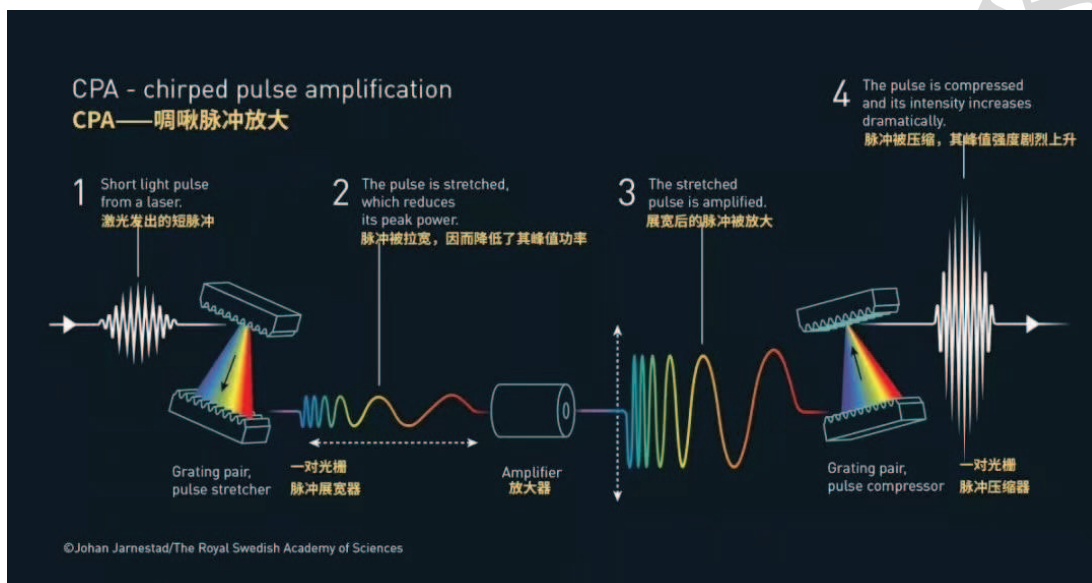 CPA - chirped pulse amplification
CPA——啁啾脉冲放大
1
Short light pulse
from a laser.
激光发出的短脉冲
2
The pulse is stretched,
which reduces
its peak power.
脉冲被拉宽，因而降低了其峰值功率
3
The stretched
pulse is amplified.
展宽后的脉冲被放大
4
The pulse is compressed
and its intensity increases
dramatically.
脉冲被压缩，其峰值强度剧烈上升
Grating pair,
pulse stretcher
一对光栅
脉冲展宽器
Amplifier
放大器
Grating pair,
pulse compressor
一对光栅
脉冲压缩器
©Johan Jarnestad/The Royal Swedish Academy of Sciences